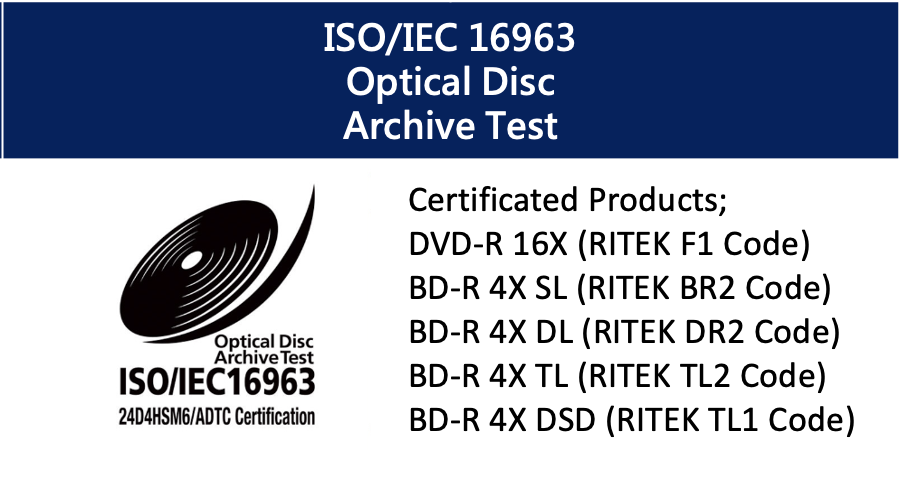 ISO/IEC 16963
Optical Disc
Archive Test
Optical Disc
Archive Test
ISO/IEC16963
24D4HSM6/ADTC Certification
Certificated Products;
DVD-R 16X (RITEK F1 Code)
BD-R 4X SL (RITEK BR2 Code)
BD-R 4X DL (RITEK DR2 Code)
BD-R 4X TL (RITEK TL2 Code)
BD-R 4X DSD (RITEK TL1 Code)